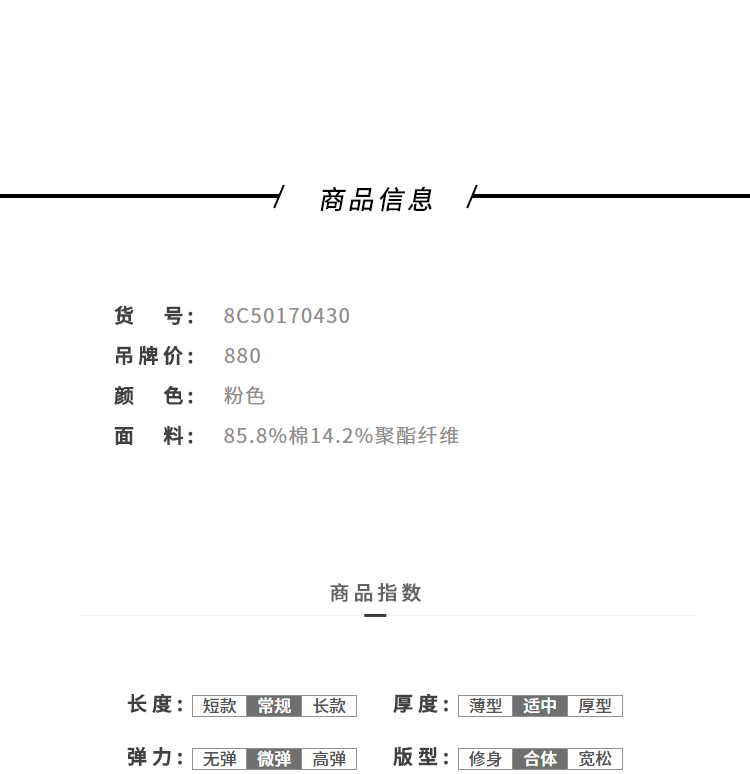 商品信息
货 号: 8C50170430
吊牌价: 880
颜 色: 粉色
面 料: 85.8%棉14.2%聚酯纤维
商品指数
长度: 短款 常规 长款 厚度: 薄型 适中 厚型
弹力: 无弹 微弹 高弹 版型: 修身 合体 宽松